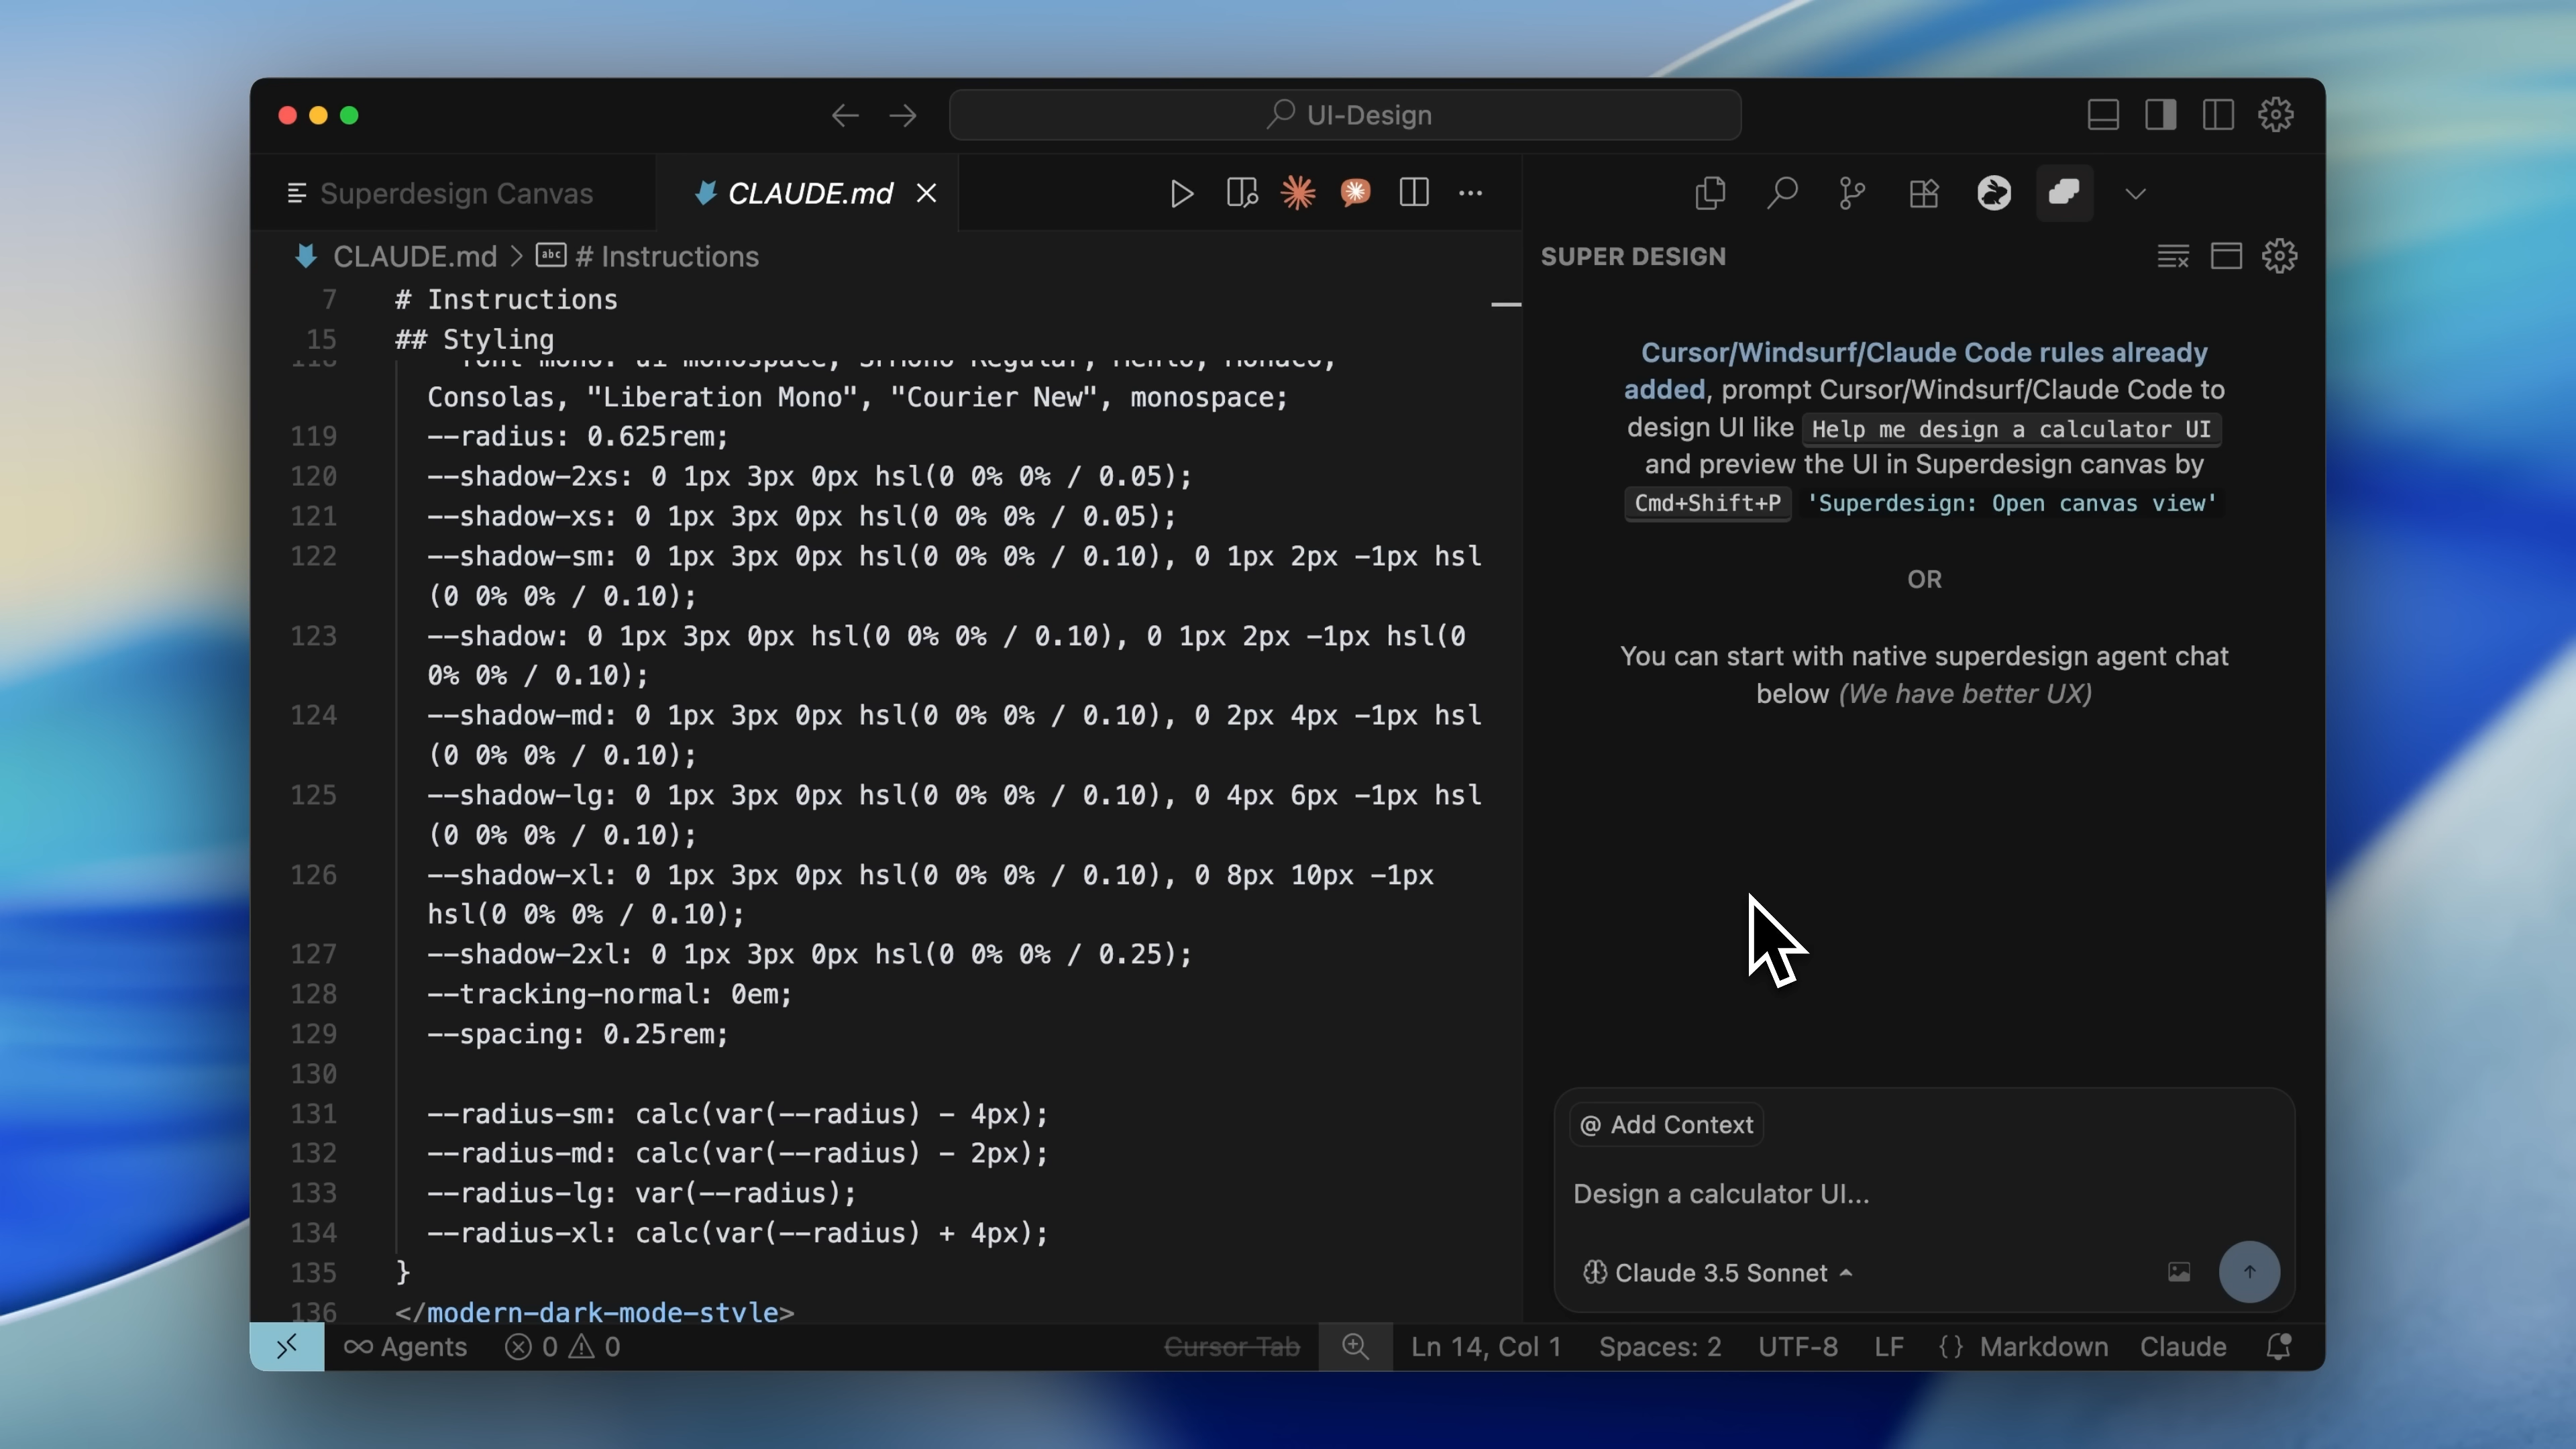 UI-Design
Superdesign Canvas
CLAUDE.md
CLAUDE.md > # Instructions
7 # Instructions
15 ## Styling
Consolas, "Liberation Mono", "Courier New", monospace;
119 --radius: 0.625rem;
120 --shadow-2xs: 0 1px 3px 0px hsl(0 0% 0% / 0.05);
121 --shadow-xs: 0 1px 3px 0px hsl(0 0% 0% / 0.05);
122 --shadow-sm: 0 1px 3px 0px hsl(0 0% 0% / 0.10), 0 1px 2px -1px hsl
(0 0% 0% / 0.10);
123 --shadow: 0 1px 3px 0px hsl(0 0% 0% / 0.10), 0 1px 2px -1px hsl(0
0% 0% / 0.10);
124 --shadow-md: 0 1px 3px 0px hsl(0 0% 0% / 0.10), 0 2px 4px -1px hsl
(0 0% 0% / 0.10);
125 --shadow-lg: 0 1px 3px 0px hsl(0 0% 0% / 0.10), 0 4px 6px -1px hsl
(0 0% 0% / 0.10);
126 --shadow-xl: 0 1px 3px 0px hsl(0 0% 0% / 0.10), 0 8px 10px -1px
hsl(0 0% 0% / 0.10);
127 --shadow-2xl: 0 1px 3px 0px hsl(0 0% 0% / 0.25);
128 --tracking-normal: 0em;
129 --spacing: 0.25rem;
130
131 --radius-sm: calc(var(--radius) - 4px);
132 --radius-md: calc(var(--radius) - 2px);
133 --radius-lg: var(--radius);
134 --radius-xl: calc(var(--radius) + 4px);
135 }
136 </modern-dark-mode-style>
SUPER DESIGN
Cursor/Windsurf/Claude Code rules already
added, prompt Cursor/Windsurf/Claude Code to
design UI like Help me design a calculator UI
and preview the UI in Superdesign canvas by
Cmd+Shift+P 'Superdesign: Open canvas view'
OR
You can start with native superdesign agent chat
below (We have better UX)
@ Add Context
Design a calculator UI...
Claude 3.5 Sonnet
Agents 0 0 Cursor Tab Ln 14, Col 1 Spaces: 2 UTF-8 LF {} Markdown Claude